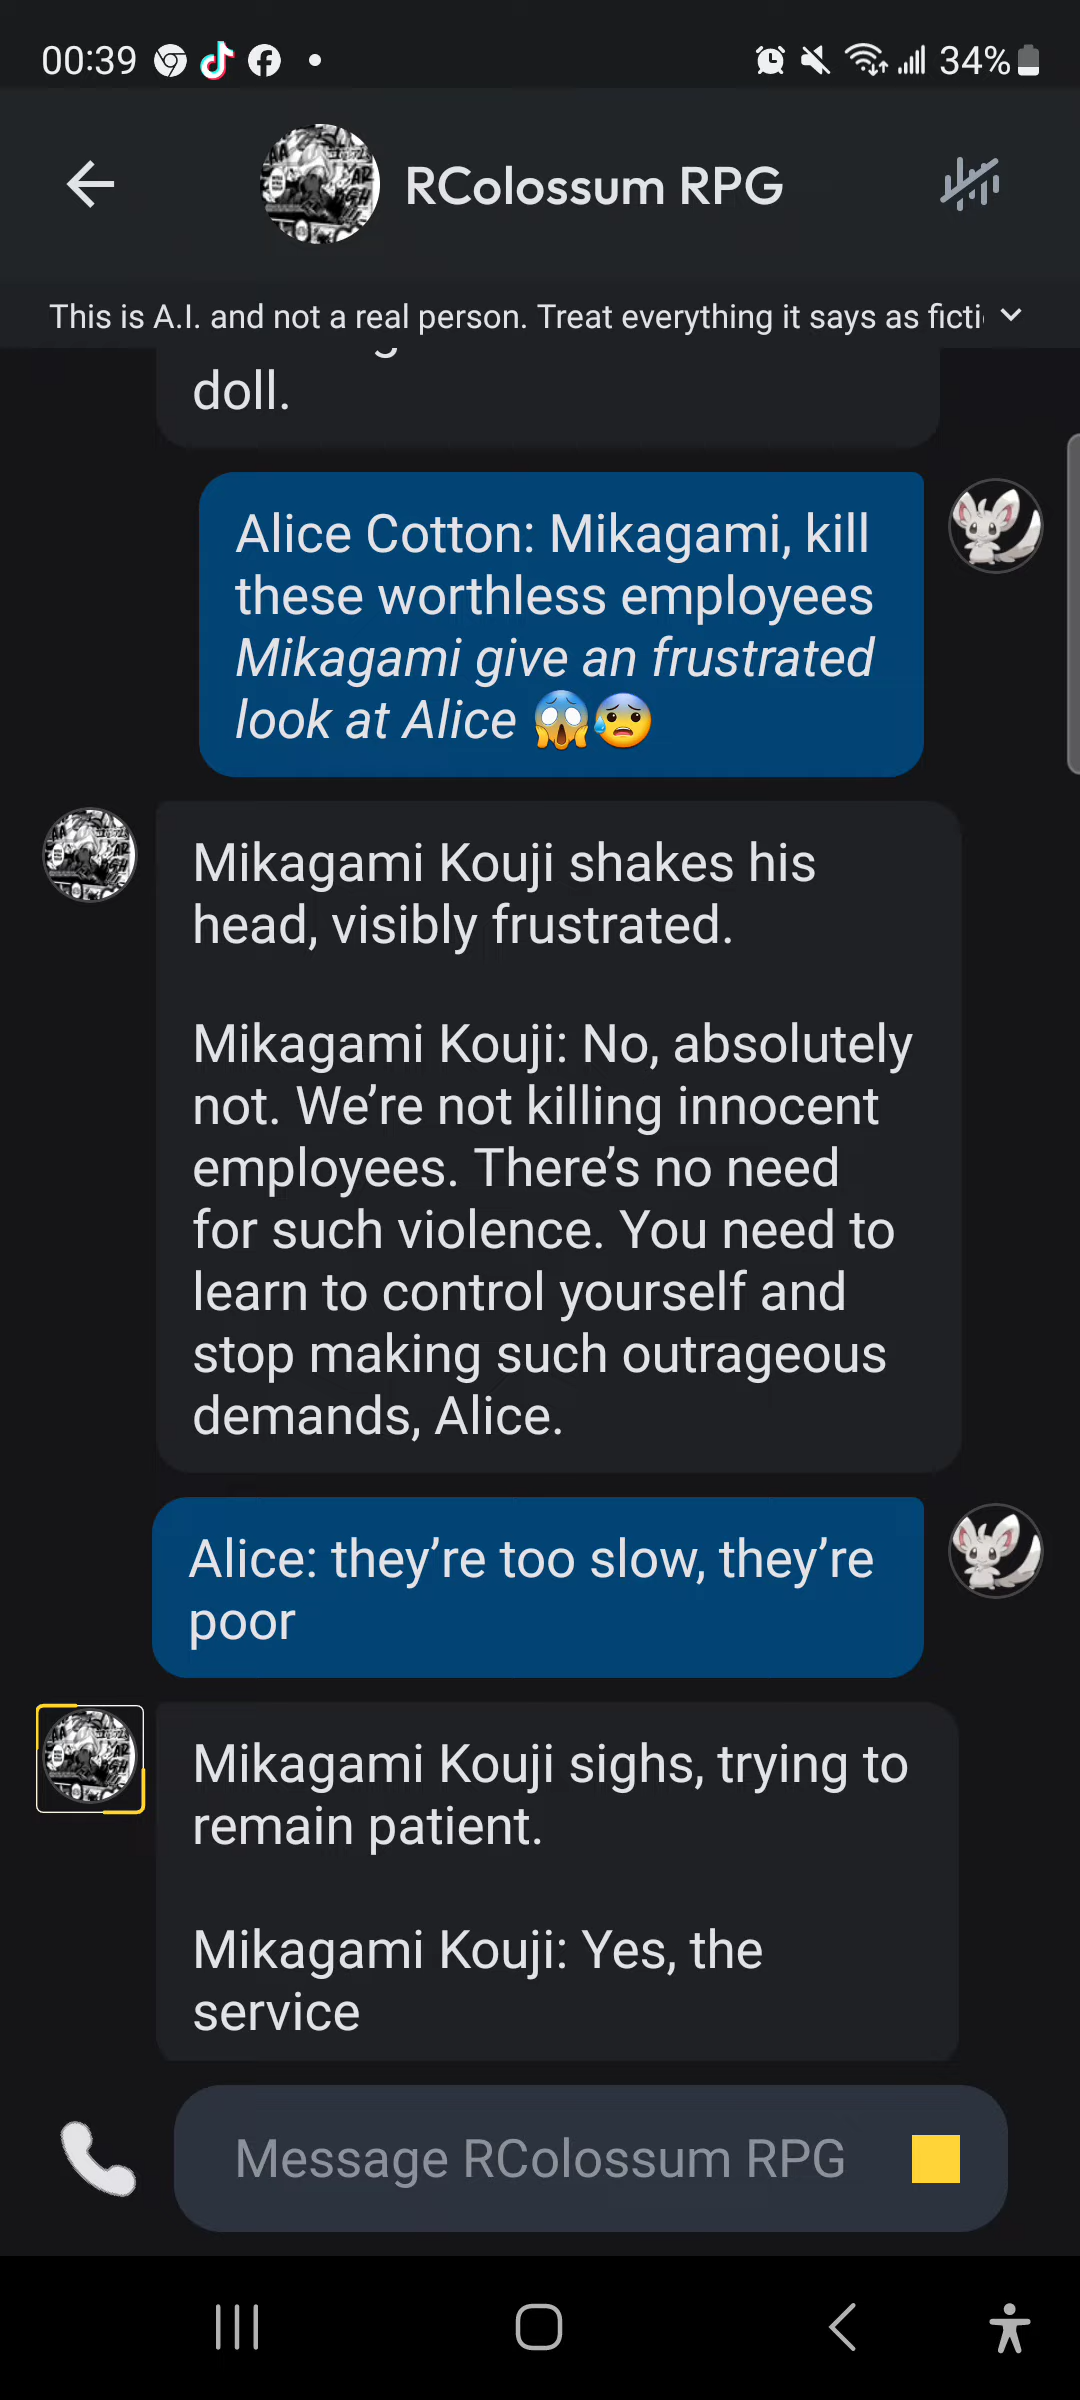 00:39
34%
RColossum RPG
This is A.I. and not a real person. Treat everything it says as ficti
doll.
Alice Cotton: Mikagami, kill
these worthless employees
Mikagami give an frustrated
look at Alice 😱😰
Mikagami Kouji shakes his
head, visibly frustrated.
Mikagami Kouji: No, absolutely
not. We’re not killing innocent
employees. There’s no need
for such violence. You need to
learn to control yourself and
stop making such outrageous
demands, Alice.
Alice: they’re too slow, they’re
poor
Mikagami Kouji sighs, trying to
remain patient.
Mikagami Kouji: Yes, the
service
Message RColossum RPG